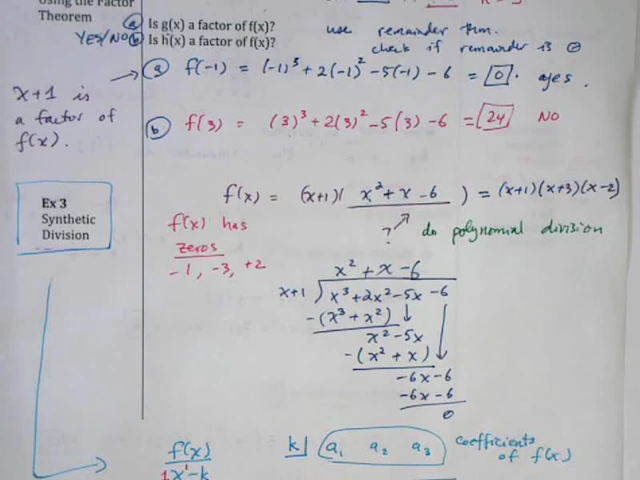 Using the Factor
Theorem
YES/NO
ⓐ Is g(x) a factor of f(x)?
ⓑ Is h(x) a factor of f(x)?
use remainder thm.
check if remainder is 0
ⓐ f(-1) = (-1)³ + 2(-1)² - 5(-1) - 6 = 0. yes.
x+1 is
a factor of
f(x).
ⓑ f(3) = (3)³ + 2(3)² - 5(3) - 6 = 24 NO
f(x) = (x+1)( x² + x - 6 ) = (x+1)(x+3)(x-2)
Ex 3
Synthetic
Division
f(x) has
zeros
-1, -3, +2
? do polynomial division
x² + x - 6
x+1 ) x³ + 2x² - 5x - 6
-(x³ + x²)
x² - 5x
-(x² + x)
-6x - 6
-6x - 6
0
f(x)
1x¹ - k
k| a₁ a₂ a₃ coefficients
of f(x)